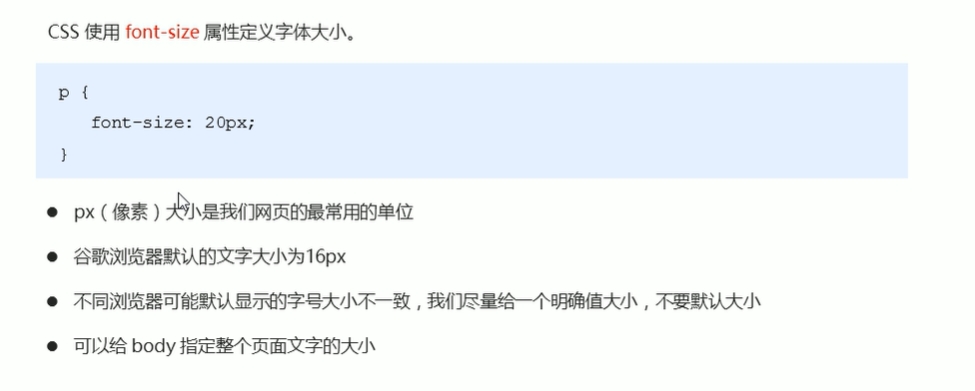 CSS 使用 font-size 属性定义字体大小。
p {
font-size: 20px;
}
px（像素）大小是我们网页的最常用的单位
谷歌浏览器默认的文字大小为16px
不同浏览器可能默认显示的字号大小不一致，我们尽量给一个明确值大小，不要默认大小
可以给 body 指定整个页面文字的大小